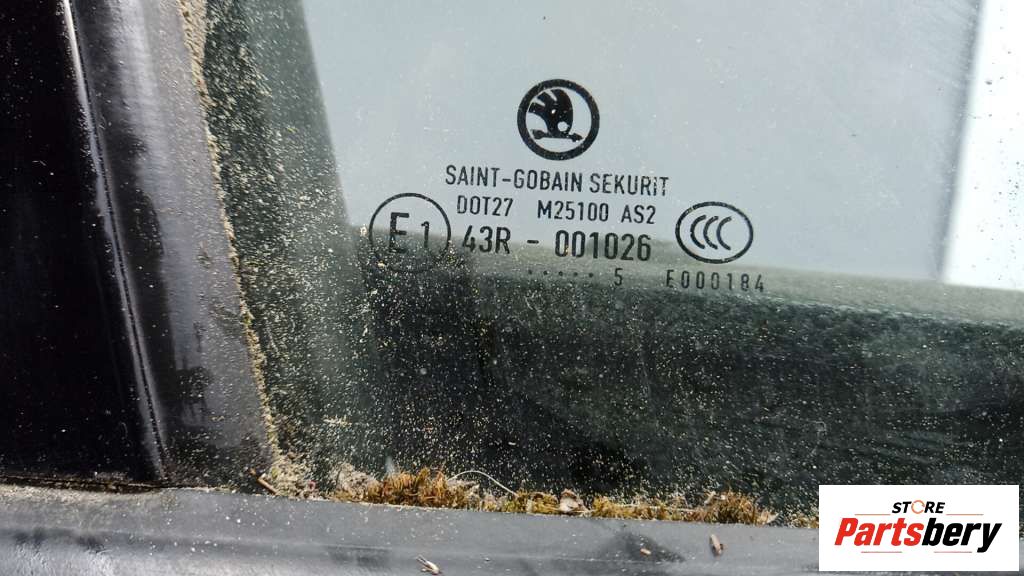 SAINT-GOBAIN SEKURIT
DOT27 M25100 AS2
E1 43R - 001026 CCC
..... 5 E000184
STORE
Partsbery